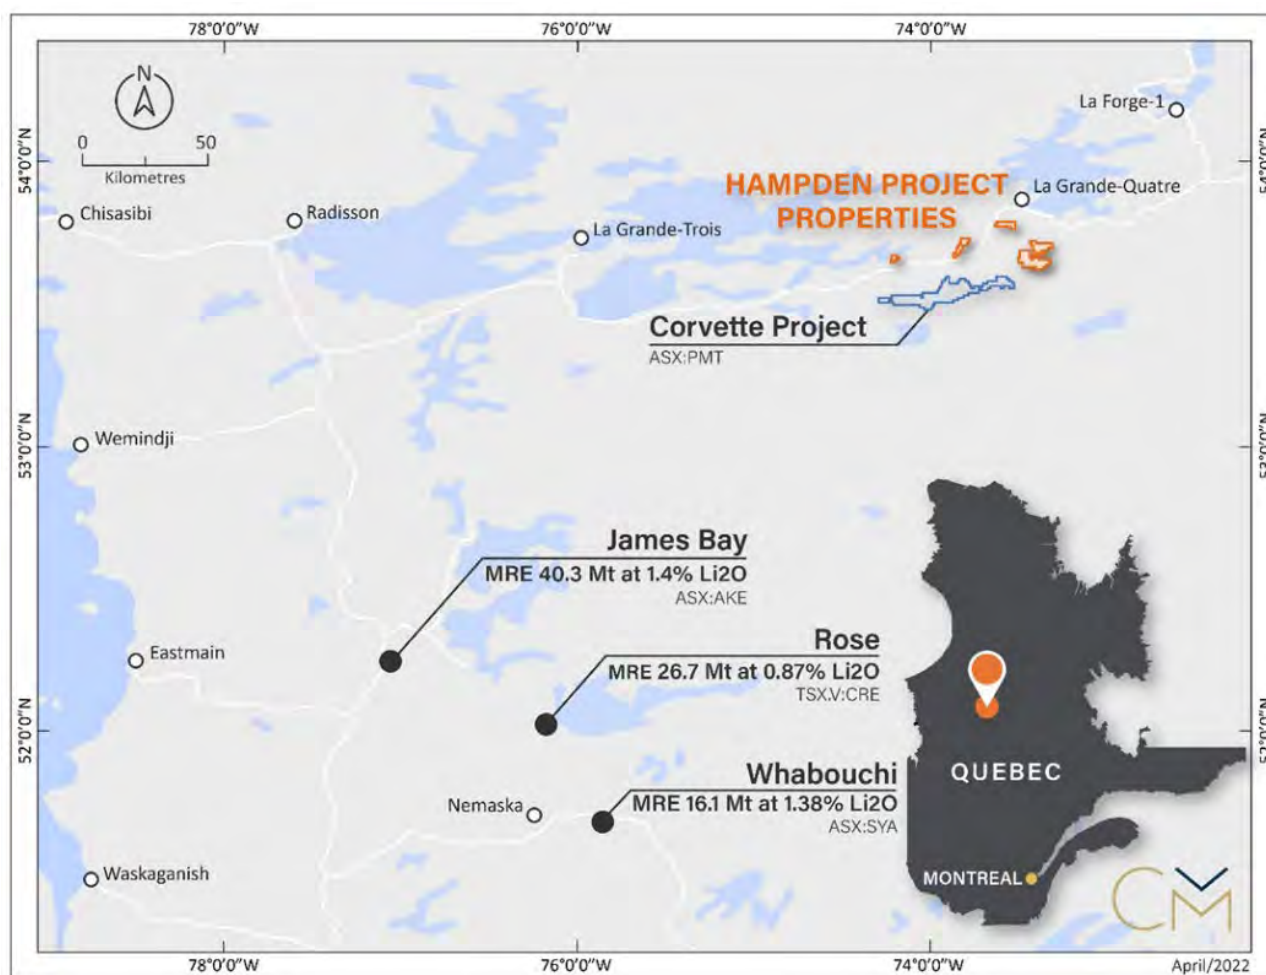 78°0'0"W
76°0'0"W
74°0'0"W
N
0 50
Kilometres
La Forge-1
54°0'0"N
54°0'0"N
HAMPDEN PROJECT
PROPERTIES
La Grande-Quatre
Chisasibi
Radisson
La Grande-Trois
Corvette Project
ASX:PMT
Wemindji
53°0'0"N
53°0'0"N
James Bay
MRE 40.3 Mt at 1.4% Li2O
ASX:AKE
Eastmain
Rose
MRE 26.7 Mt at 0.87% Li2O
TSX.V:CRE
52°0'0"N
52°0'0"N
Whabouchi
MRE 16.1 Mt at 1.38% Li2O
ASX:SYA
Nemaska
QUEBEC
Waskaganish
MONTREAL
CM
78°0'0"W
76°0'0"W
74°0'0"W
April/2022